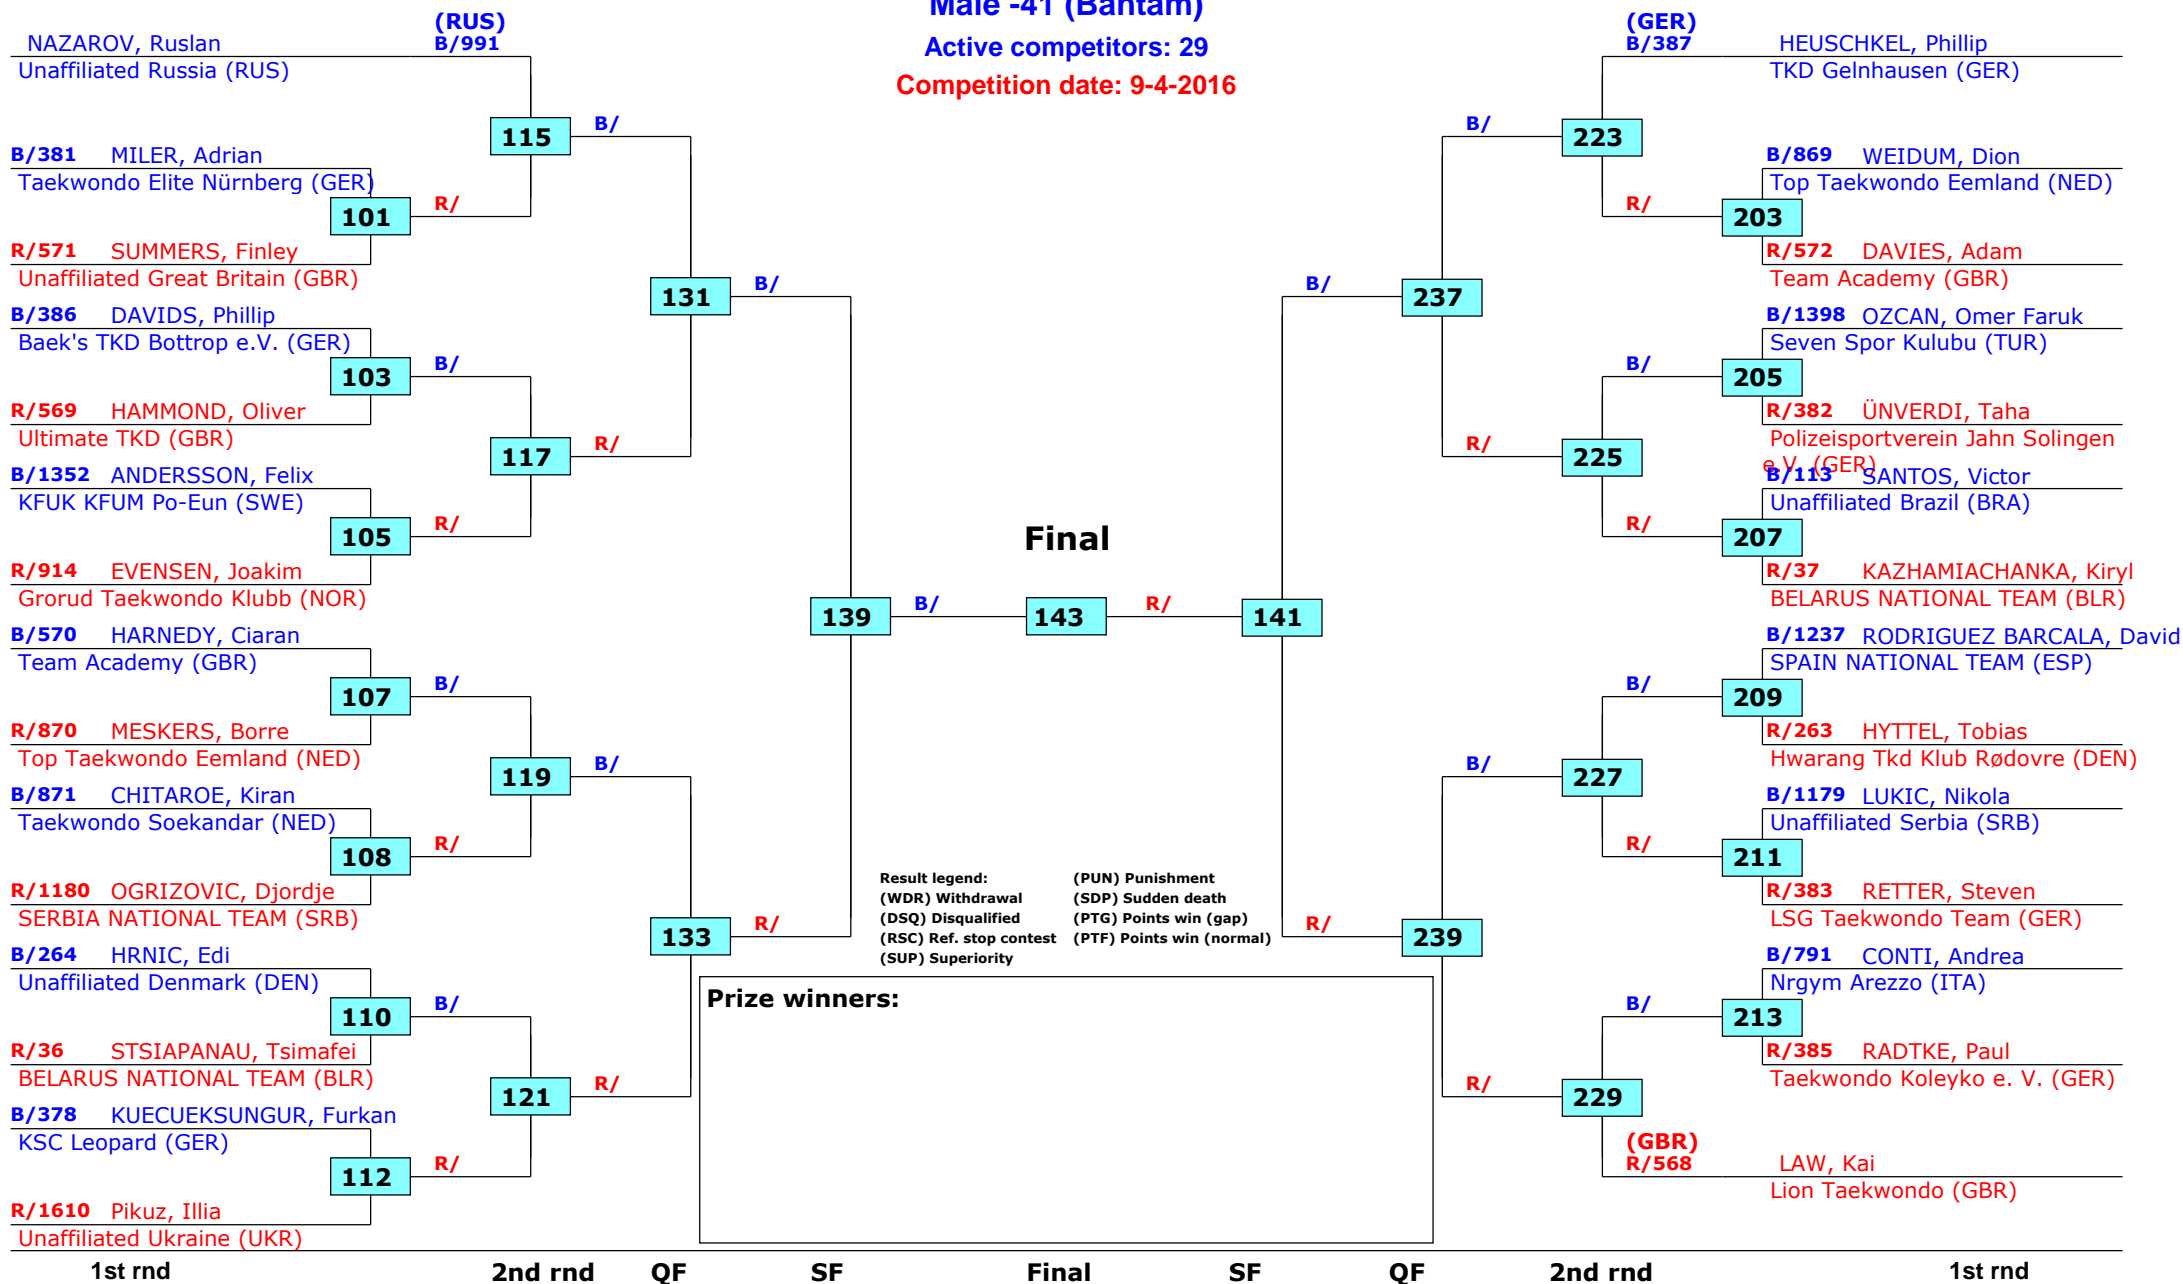 Male -41 (Bantam)
Active competitors: 29
Competition date: 9-4-2016
(RUS)
B/991
NAZAROV, Ruslan
Unaffiliated Russia (RUS)
115
B/
B/381 MILER, Adrian
Taekwondo Elite Nürnberg (GER)
101
R/
R/571 SUMMERS, Finley
Unaffiliated Great Britain (GBR)
131
B/
B/386 DAVIDS, Phillip
Baek's TKD Bottrop e.V. (GER)
103
B/
R/569 HAMMOND, Oliver
Ultimate TKD (GBR)
117
R/
B/1352 ANDERSSON, Felix
KFUK KFUM Po-Eun (SWE)
105
R/
R/914 EVENSEN, Joakim
Grorud Taekwondo Klubb (NOR)
139
B/
B/570 HARNEDY, Ciaran
Team Academy (GBR)
107
B/
R/870 MESKERS, Borre
Top Taekwondo Eemland (NED)
119
B/
B/871 CHITAROE, Kiran
Taekwondo Soekandar (NED)
108
R/
R/1180 OGRIZOVIC, Djordje
SERBIA NATIONAL TEAM (SRB)
133
R/
B/264 HRNIC, Edi
Unaffiliated Denmark (DEN)
110
B/
R/36 STSIAPANAU, Tsimafei
BELARUS NATIONAL TEAM (BLR)
121
R/
B/378 KUECUEKSUNGUR, Furkan
KSC Leopard (GER)
112
R/
R/1610 Pikuz, Illia
Unaffiliated Ukraine (UKR)
Final
143
R/
141
Result legend:
(WDR) Withdrawal
(DSQ) Disqualified
(RSC) Ref. stop contest
(SUP) Superiority
(PUN) Punishment
(SDP) Sudden death
(PTG) Points win (gap)
(PTF) Points win (normal)
Prize winners:
(GER)
B/387 HEUSCHKEL, Phillip
TKD Gelnhausen (GER)
B/
223
B/869 WEIDUM, Dion
Top Taekwondo Eemland (NED)
R/
203
R/572 DAVIES, Adam
Team Academy (GBR)
B/
237
B/1398 OZCAN, Omer Faruk
Seven Spor Kulubu (TUR)
B/
205
R/382 ÜNVERDI, Taha
Polizeisportverein Jahn Solingen
e.V. (GER)
R/
225
B/113 SANTOS, Victor
Unaffiliated Brazil (BRA)
R/
207
R/37 KAZHAMIACHANKA, Kiryl
BELARUS NATIONAL TEAM (BLR)
B/1237 RODRIGUEZ BARCALA, David
SPAIN NATIONAL TEAM (ESP)
B/
209
R/263 HYTTEL, Tobias
Hwarang Tkd Klub Rødovre (DEN)
B/
227
B/1179 LUKIC, Nikola
Unaffiliated Serbia (SRB)
R/
211
R/383 RETTER, Steven
LSG Taekwondo Team (GER)
R/
239
B/791 CONTI, Andrea
Nrgym Arezzo (ITA)
B/
213
R/385 RADTKE, Paul
Taekwondo Koleyko e. V. (GER)
R/
229
(GBR)
R/568 LAW, Kai
Lion Taekwondo (GBR)
1st rnd 2nd rnd QF SF Final SF QF 2nd rnd 1st rnd